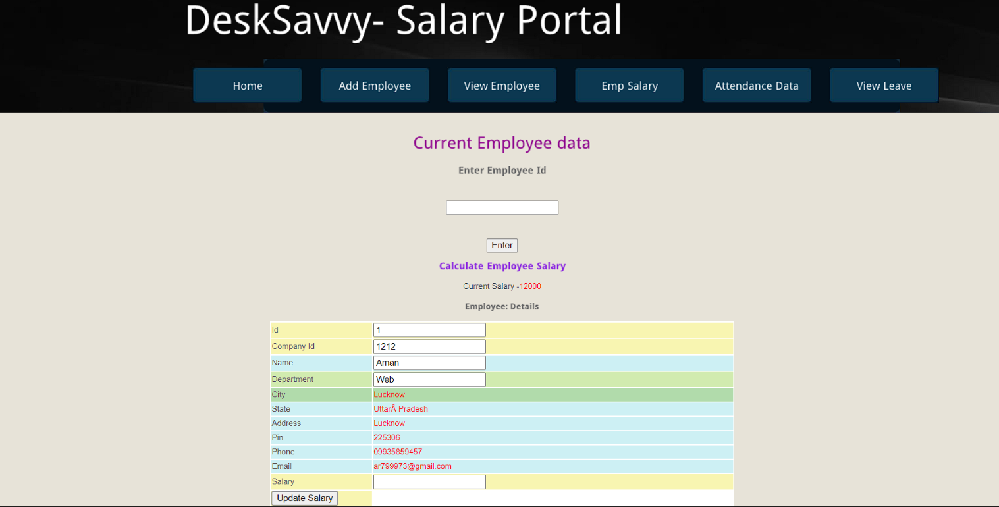 DeskSavvy- Salary Portal
Home Add Employee View Employee Emp Salary Attendance Data View Leave
Current Employee data
Enter Employee Id
Enter
Calculate Employee Salary
Current Salary -12000
Employee: Details
Id 1
Company Id 1212
Name Aman
Department Web
City Lucknow
State UttarÂ Pradesh
Address Lucknow
Pin 225306
Phone 09935859457
Email ar799973@gmail.com
Salary
Update Salary